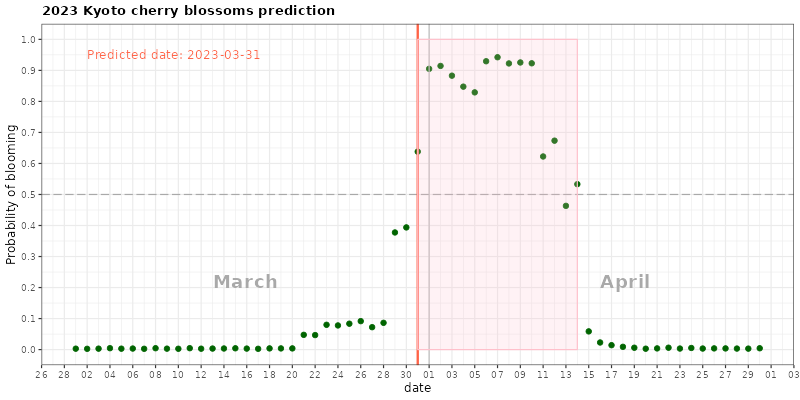 2023 Kyoto cherry blossoms prediction
Predicted date: 2023-03-31
Probability of blooming
1.0
0.9
0.8
0.7
0.6
0.5
0.4
0.3
0.2
0.1
0.0
March
April
26 28 02 04 06 08 10 12 14 16 18 20 22 24 26 28 30 01 03 05 07 09 11 13 15 17 19 21 23 25 27 29 01 03
date